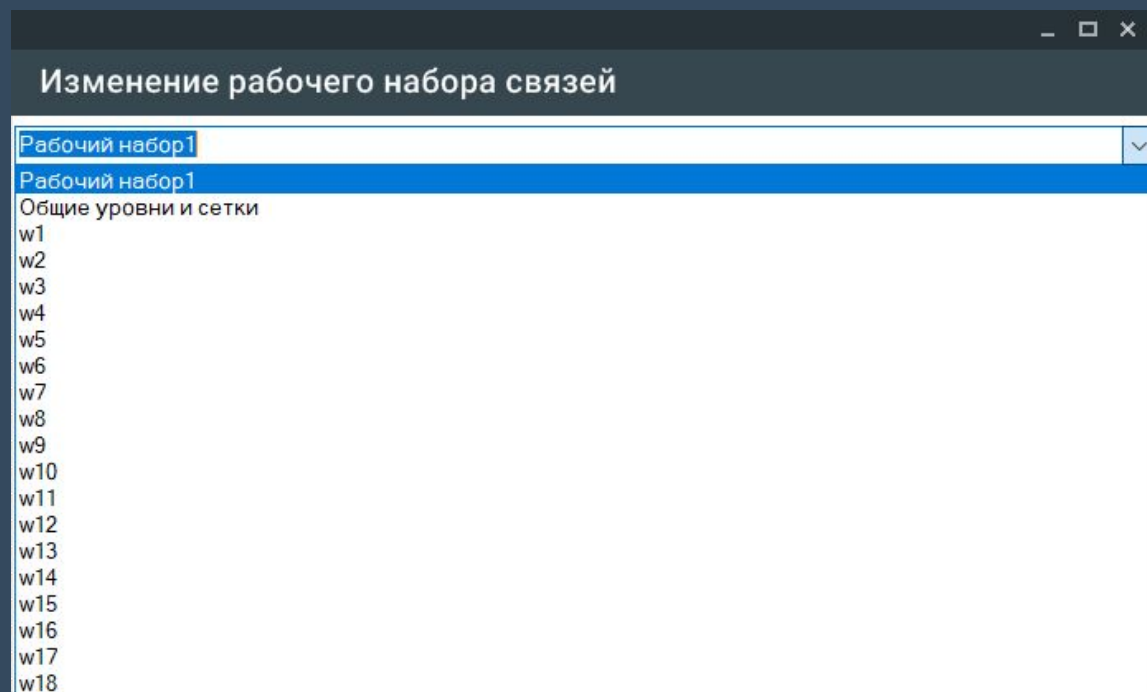 Изменение рабочего набора связей
Рабочий набор1
Рабочий набор1
Общие уровни и сетки
w1
w2
w3
w4
w5
w6
w7
w8
w9
w10
w11
w12
w13
w14
w15
w16
w17
w18